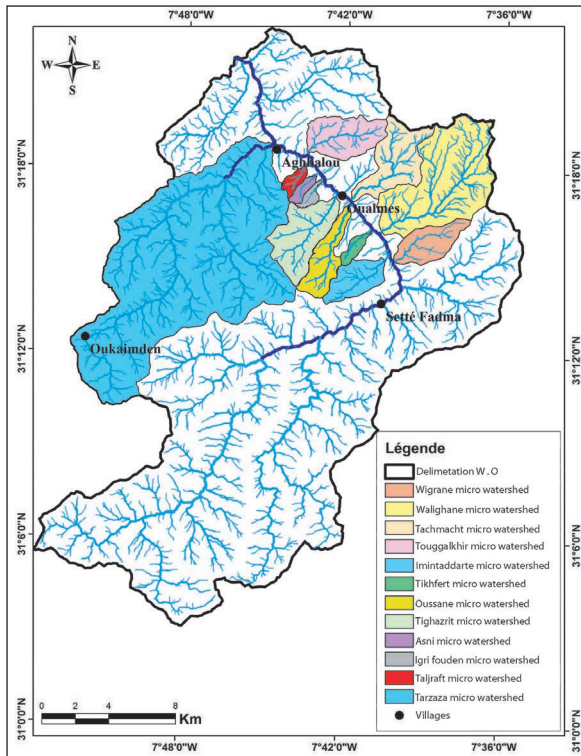 7°48'0"W 7°42'0"W 7°36'0"W
N
W E
S
31°18'0"N 31°18'0"N
Aghbalou
Oualmes
Setté Fadma
Oukaimden
31°12'0"N 31°12'0"N
Légende
Delimetation W . O
Wigrane micro watershed
Walighane micro watershed
Tachmacht micro watershed
Touggalkhir micro watershed
Imintaddarte micro watershed
Tikhfert micro watershed
Oussane micro watershed
Tighazrit micro watershed
Asni micro watershed
Igri fouden micro watershed
Taljraft micro watershed
Tarzaza micro watershed
Villages
31°6'0"N 31°6'0"N
0 2 4 8
Km
31°0'0"N 31°0'0"N
7°48'0"W 7°42'0"W 7°36'0"W